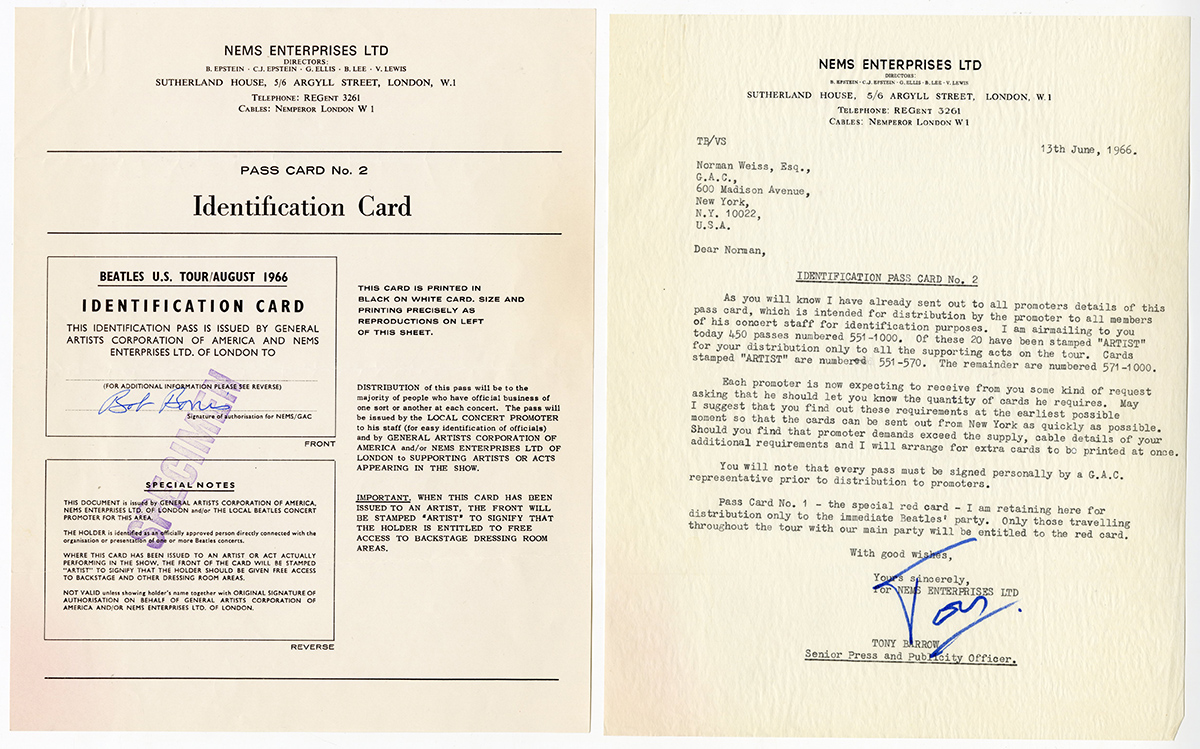 NEMS ENTERPRISES LTD
DIRECTORS:
B. EPSTEIN · C.J. EPSTEIN · G. ELLIS · B. LEE · V. LEWIS
SUTHERLAND HOUSE, 5/6 ARGYLL STREET, LONDON, W.1
TELEPHONE: REGENT 3261
CABLES: NEMPEROR LONDON W 1
PASS CARD No. 2
Identification Card
BEATLES U.S. TOUR/AUGUST 1966
IDENTIFICATION CARD
THIS IDENTIFICATION PASS IS ISSUED BY GENERAL
ARTISTS CORPORATION OF AMERICA AND NEMS
ENTERPRISES LTD. OF LONDON TO
(FOR ADDITIONAL INFORMATION PLEASE SEE REVERSE)
Bob
Signature of authorisation for NEMS/GAC
FRONT
SPECIMEN
SPECIAL NOTES
THIS DOCUMENT is issued by GENERAL ARTISTS CORPORATION OF AMERICA,
NEMS ENTERPRISES LTD. OF LONDON and/or THE LOCAL BEATLES CONCERT
PROMOTER FOR THIS AREA.
THE HOLDER is identified as an officially approved person directly connected with the
organisation or presentation of one or more Beatles concerts.
WHERE THIS CARD HAS BEEN ISSUED TO AN ARTIST OR ACT ACTUALLY
PERFORMING IN THE SHOW, THE FRONT OF THE CARD WILL BE STAMPED
"ARTIST" TO SIGNIFY THAT THE HOLDER SHOULD BE GIVEN FREE ACCESS
TO BACKSTAGE AND OTHER DRESSING ROOM AREAS.
NOT VALID unless showing holder's name together with ORIGINAL SIGNATURE OF
AUTHORISATION ON BEHALF OF GENERAL ARTISTS CORPORATION OF
AMERICA AND/OR NEMS ENTERPRISES LTD. OF LONDON.
REVERSE
THIS CARD IS PRINTED IN
BLACK ON WHITE CARD. SIZE AND
PRINTING PRECISELY AS
REPRODUCTIONS ON LEFT
OF THIS SHEET.
DISTRIBUTION of this pass will be to the
majority of people who have official business of
one sort or another at each concert. The pass will
be issued by the LOCAL CONCERT PROMOTER
to his staff (for easy identification of officials)
and by GENERAL ARTISTS CORPORATION OF
AMERICA and/or NEMS ENTERPRISES LTD OF
LONDON to SUPPORTING ARTISTS OR ACTS
APPEARING IN THE SHOW.
IMPORTANT. WHEN THIS CARD HAS BEEN
ISSUED TO AN ARTIST, THE FRONT WILL
BE STAMPED "ARTIST" TO SIGNIFY THAT
THE HOLDER IS ENTITLED TO FREE
ACCESS TO BACKSTAGE DRESSING ROOM
AREAS.
NEMS ENTERPRISES LTD
DIRECTORS:
B. EPSTEIN · C.J. EPSTEIN · G. ELLIS · B. LEE · V. LEWIS
SUTHERLAND HOUSE, 5/6 ARGYLL STREET, LONDON, W.1
TELEPHONE: REGENT 3261
CABLES: NEMPEROR LONDON W 1
TB/VS
13th June, 1966.
Norman Weiss, Esq.,
G.A.C.,
600 Madison Avenue,
New York,
N.Y. 10022,
U.S.A.
Dear Norman,
IDENTIFICATION PASS CARD No. 2
As you will know I have already sent out to all promoters details of this
pass card, which is intended for distribution by the promoter to all members
of his concert staff for identification purposes. I am airmailing to you
today 450 passes numbered 551-1000. Of these 20 have been stamped "ARTIST"
for your distribution only to all the supporting acts on the tour. Cards
stamped "ARTIST" are numbered 551-570. The remainder are numbered 571-1000.
Each promoter is now expecting to receive from you some kind of request
asking that he should let you know the quantity of cards he requires. May
I suggest that you find out these requirements at the earliest possible
moment so that the cards can be sent out from New York as quickly as possible.
Should you find that promoter demands exceed the supply, cable details of your
additional requirements and I will arrange for extra cards to be printed at once.
You will note that every pass must be signed personally by a G.A.C.
representative prior to distribution to promoters.
Pass Card No. 1 - the special red card - I am retaining here for
distribution only to the immediate Beatles' party. Only those travelling
throughout the tour with our main party will be entitled to the red card.
With good wishes,
Yours sincerely,
for NEMS ENTERPRISES LTD
Tony
TONY BARROW
Senior Press and Publicity Officer.